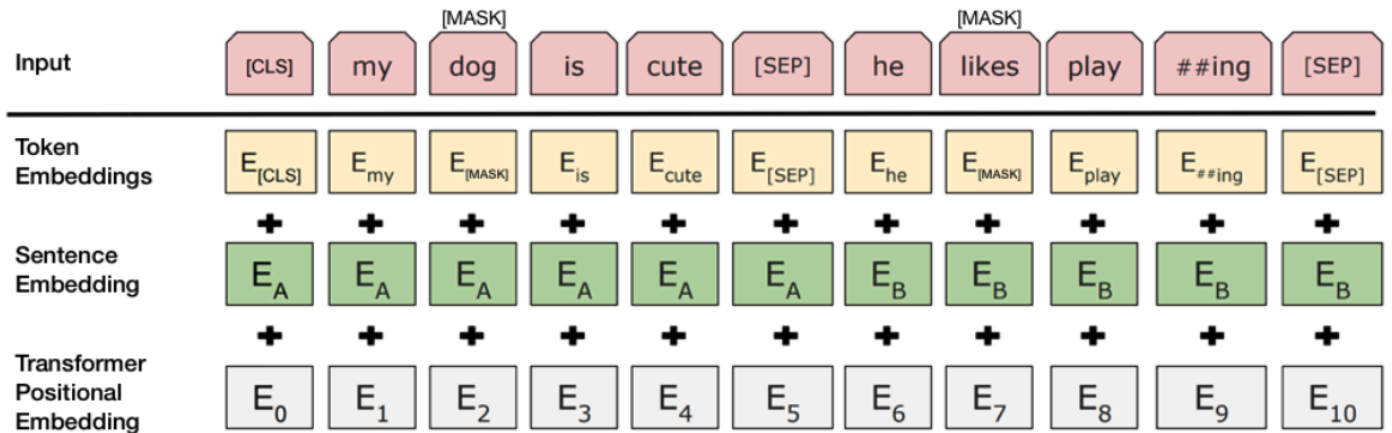 [MASK] [MASK]
Input [CLS] my dog is cute [SEP] he likes play ##ing [SEP]
Token
Embeddings
E[CLS] Emy E[MASK] Eis Ecute E[SEP] Ehe E[MASK] Eplay E##ing E[SEP]
+ + + + + + + + + + +
Sentence
Embedding
EA EA EA EA EA EA EB EB EB EB EB
+ + + + + + + + + + +
Transformer
Positional
Embedding
E0 E1 E2 E3 E4 E5 E6 E7 E8 E9 E10